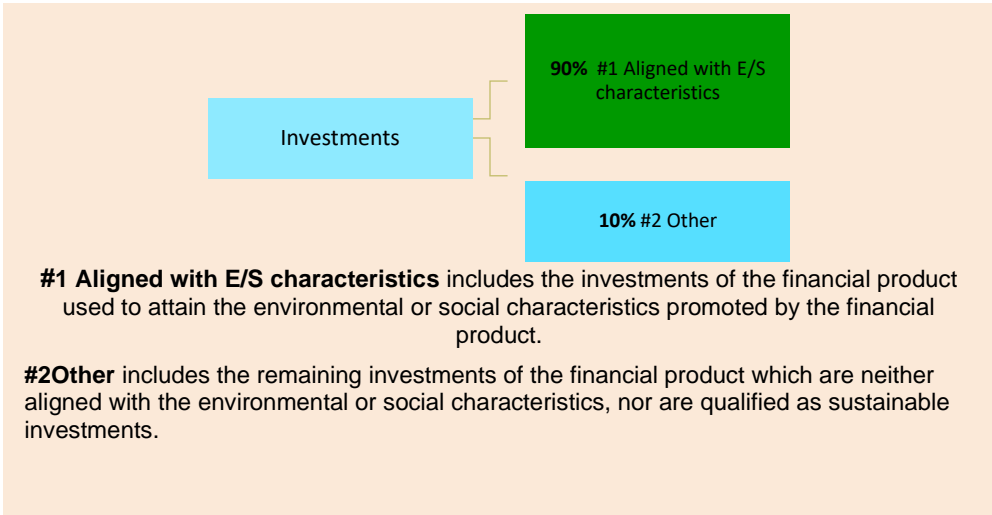 90% #1 Aligned with E/S
characteristics
Investments
10% #2 Other
#1 Aligned with E/S characteristics includes the investments of the financial product
used to attain the environmental or social characteristics promoted by the financial
product.
#2Other includes the remaining investments of the financial product which are neither
aligned with the environmental or social characteristics, nor are qualified as sustainable
investments.